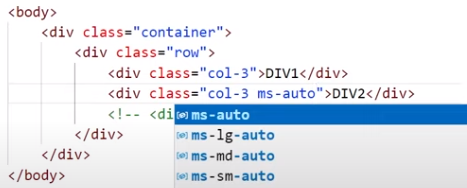 <body>
<div class="container">
<div class="row">
<div class="col-3">DIV1</div>
<div class="col-3 ms-auto">DIV2</div>
<!-- <di
ms-auto
ms-lg-auto
</div>
ms-md-auto
</div>
ms-sm-auto
</body>